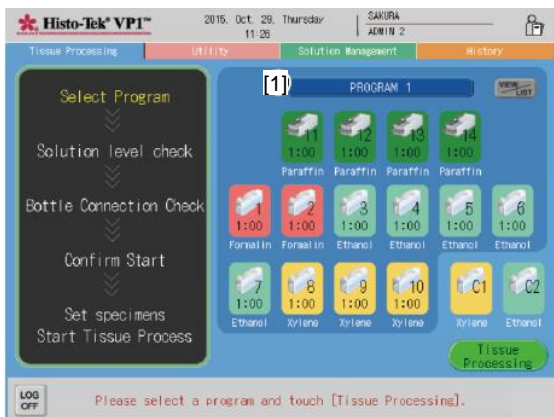 Histo-Tek® VP1™
2015. Oct. 29. Thursday
11:26
SAKURA
ADMIN 2
Tissue Processing
Utility
Solution Management
History
Select Program
Solution level check
Bottle Connection Check
Confirm Start
Set specimens
Start Tissue Process
[1]
PROGRAM 1
VIEW LIST
11 12 13 14
1:00 1:00 1:00 1:00
Paraffin Paraffin Paraffin Paraffin
1 2 3 4 5 6
1:00 1:00 1:00 1:00 1:00 1:00
Formalin Formalin Ethanol Ethanol Ethanol Ethanol
7 8 9 10 C1 C2
1:00 1:00 1:00 1:00
Ethanol Xylene Xylene Xylene Xylene Ethanol
Tissue
Processing
LOG
OFF
Please select a program and touch [Tissue Processing].